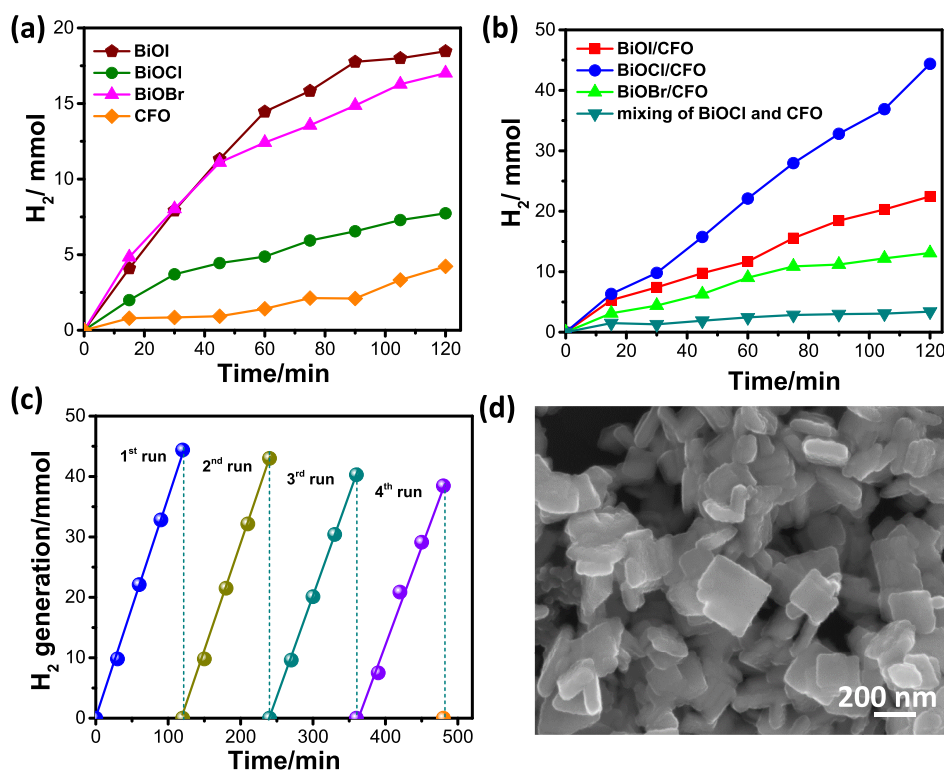 (a)
20
15
10
5
0
H₂/ mmol
BiOI
BiOCl
BiOBr
CFO
0 20 40 60 80 100 120
Time/min
(b)
50
40
30
20
10
0
H₂/ mmol
BiOI/CFO
BiOCl/CFO
BiOBr/CFO
mixing of BiOCl and CFO
0 20 40 60 80 100 120
Time/min
(c)
50
40
30
20
10
0
H₂ generation/mmol
1st run
2nd run
3rd run
4th run
0 100 200 300 400 500
Time/min
(d)
200 nm